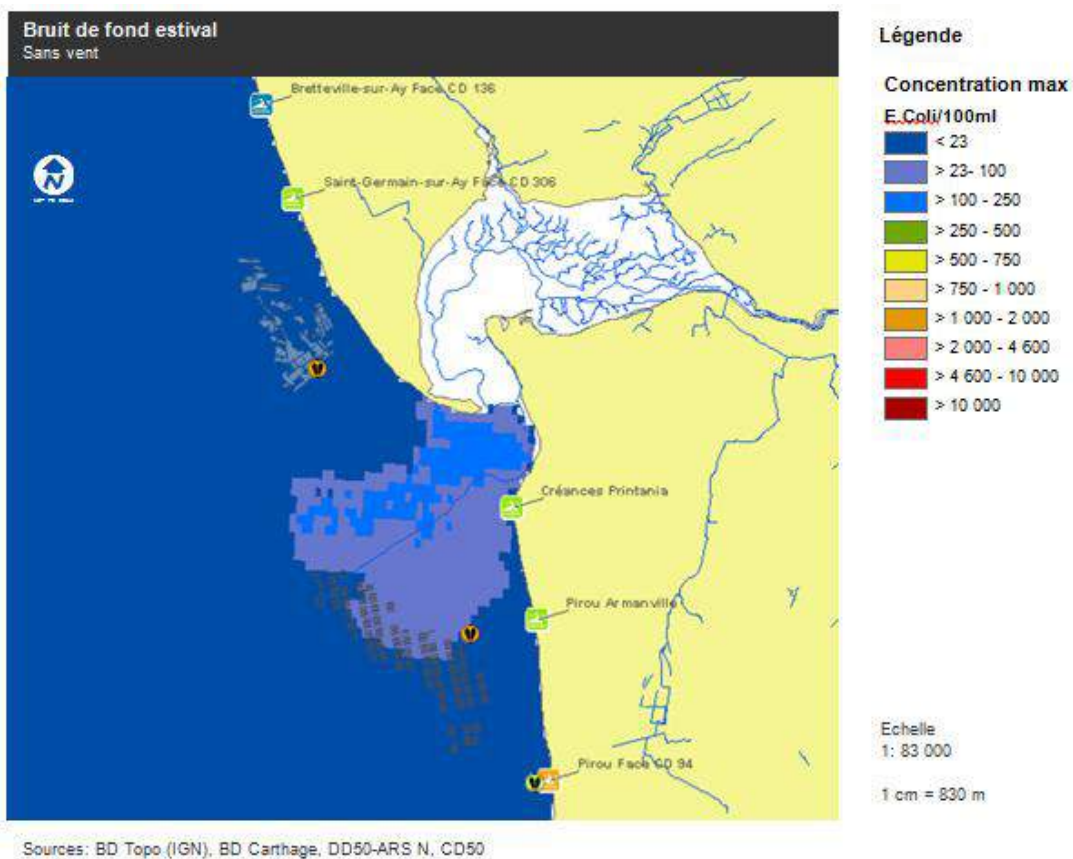 Bruit de fond estival
Sans vent
Bretteville-sur-Ay Face CD 136
Saint-Germain-sur-Ay Face CD 306
N
Créances Printania
Pirou Armanville
Pirou Face CD 94
Légende
Concentration max
E.Coli/100ml
< 23
> 23- 100
> 100 - 250
> 250 - 500
> 500 - 750
> 750 - 1 000
> 1 000 - 2 000
> 2 000 - 4 600
> 4 600 - 10 000
> 10 000
Echelle
1: 83 000
1 cm = 830 m
Sources: BD Topo (IGN), BD Carthage, DD50-ARS N, CD50